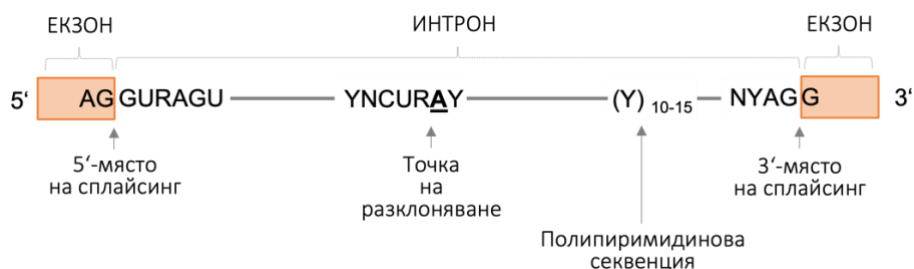 ЕКЗОН ИНТРОН ЕКЗОН
5‘ AG GURAGU YNCURAY (Y) 10-15 NYAG G 3‘
5‘-място
на сплайсинг
Точка
на
разклоняване
3‘-място
на сплайсинг
Полипиримидинова
секвенция